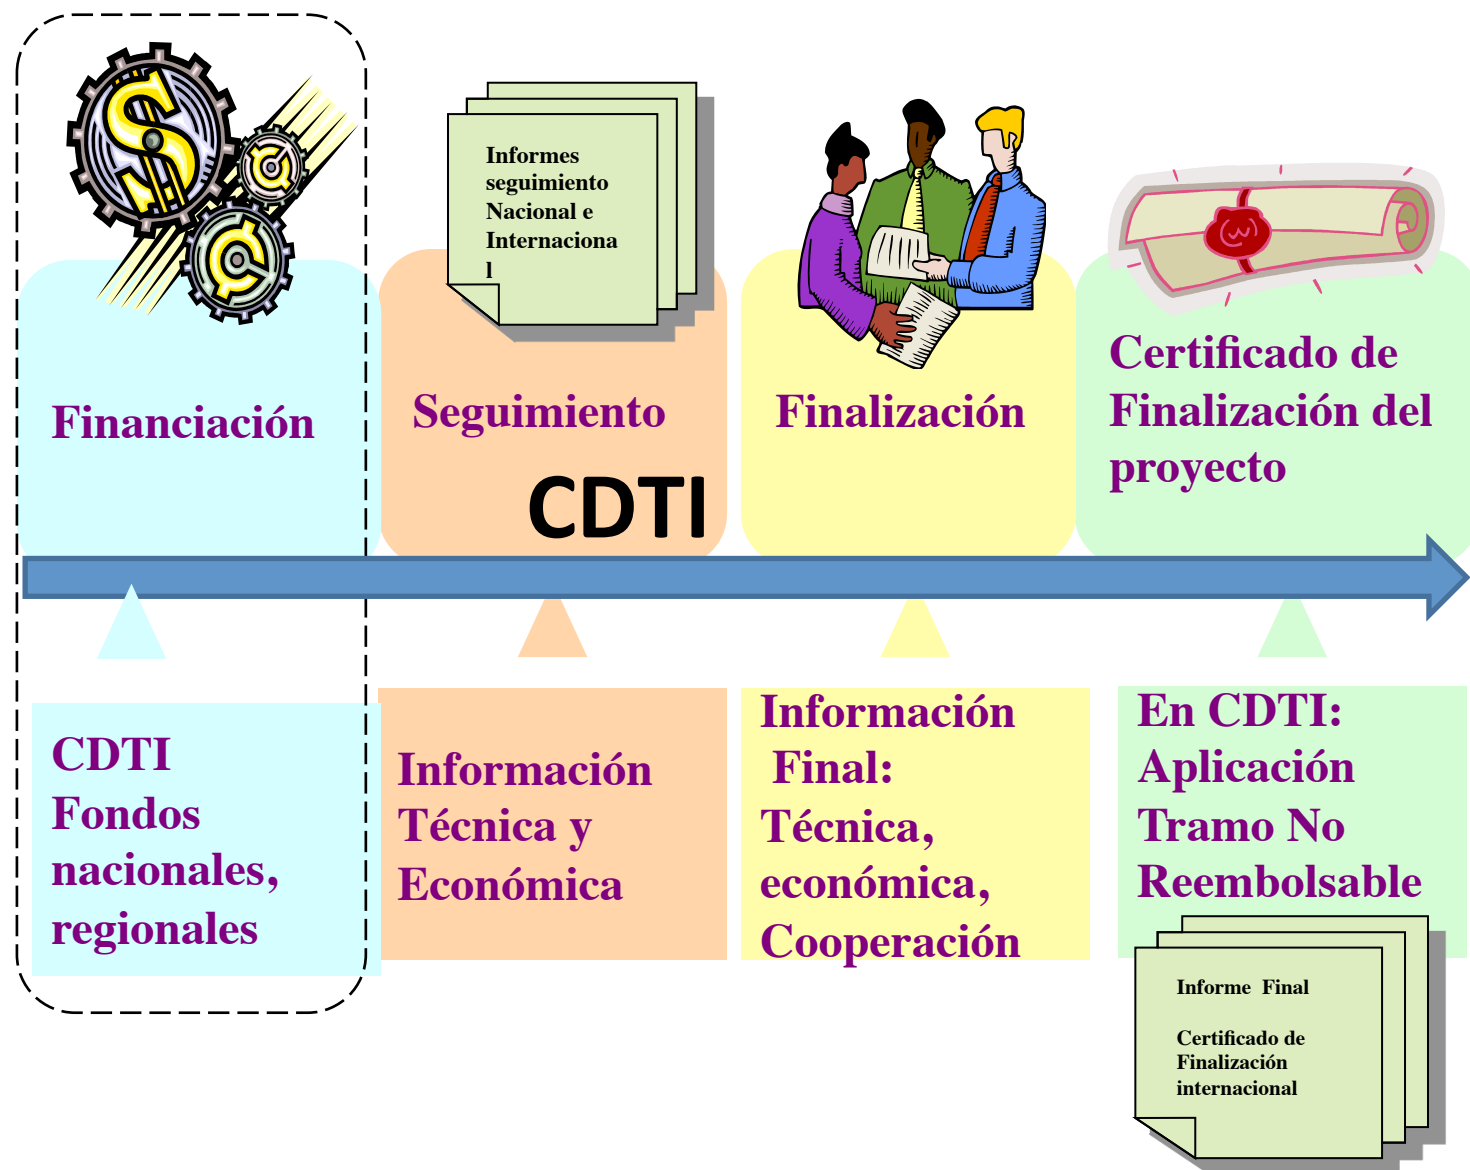 Informes
seguimiento
Nacional e
Internaciona
l
Financiación
Seguimiento
CDTI
Finalización
Certificado de
Finalización del
proyecto
CDTI
Fondos
nacionales,
regionales
Información
Técnica y
Económica
Información
Final:
Técnica,
económica,
Cooperación
En CDTI:
Aplicación
Tramo No
Reembolsable
Informe Final
Certificado de
Finalización
internacional